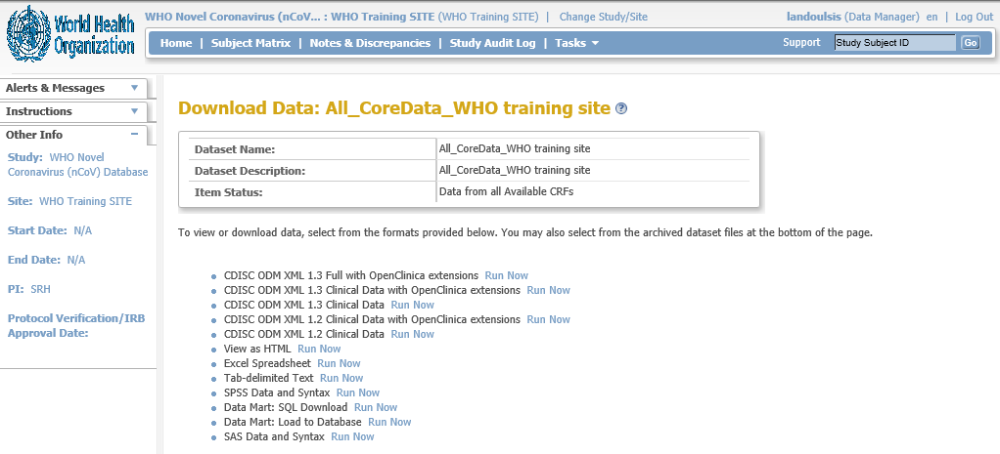 World Health
Organization
WHO Novel Coronavirus (nCoV... : WHO Training SITE (WHO Training SITE) | Change Study/Site
landoulsis (Data Manager) en | Log Out
Home | Subject Matrix | Notes & Discrepancies | Study Audit Log | Tasks
Support Study Subject ID Go
Alerts & Messages
Instructions
Other Info
Study: WHO Novel
Coronavirus (nCoV) Database
Site: WHO Training SITE
Start Date: N/A
End Date: N/A
PI: SRH
Protocol Verification/IRB
Approval Date:
Download Data: All_CoreData_WHO training site ?
Dataset Name: All_CoreData_WHO training site
Dataset Description: All_CoreData_WHO training site
Item Status: Data from all Available CRFs
To view or download data, select from the formats provided below. You may also select from the archived dataset files at the bottom of the page.
CDISC ODM XML 1.3 Full with OpenClinica extensions Run Now
CDISC ODM XML 1.3 Clinical Data with OpenClinica extensions Run Now
CDISC ODM XML 1.3 Clinical Data Run Now
CDISC ODM XML 1.2 Clinical Data with OpenClinica extensions Run Now
CDISC ODM XML 1.2 Clinical Data Run Now
View as HTML Run Now
Excel Spreadsheet Run Now
Tab-delimited Text Run Now
SPSS Data and Syntax Run Now
Data Mart: SQL Download Run Now
Data Mart: Load to Database Run Now
SAS Data and Syntax Run Now